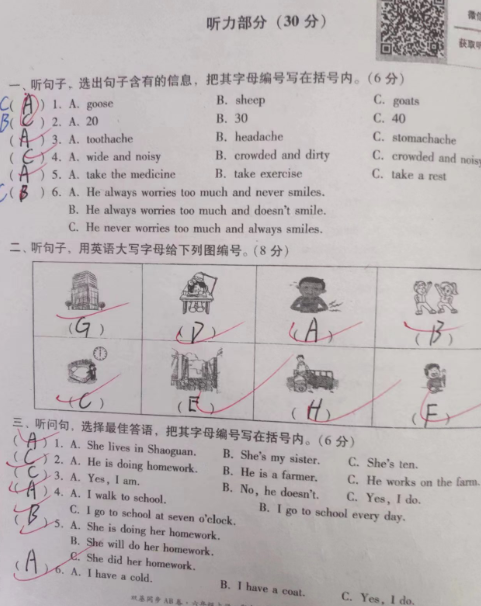 听力部分（30分）
微信
获取听
一、听句子，选出句子含有的信息，把其字母编号写在括号内。（6分）
C( A ) 1. A. goose B. sheep C. goats
B( C ) 2. A. 20 B. 30 C. 40
( A ) 3. A. toothache B. headache C. stomachache
( C ) 4. A. wide and noisy B. crowded and dirty C. crowded and noisy
( A ) 5. A. take the medicine B. take exercise C. take a rest
C( B ) 6. A. He always worries too much and never smiles.
B. He always worries too much and doesn't smile.
C. He never worries too much and always smiles.
二、听句子，用英语大写字母给下列图编号。（8分）
(G) (D) (A) (B)
(C) (E) (H) (F)
三、听问句，选择最佳答语，把其字母编号写在括号内。（6分）
( A ) 1. A. She lives in Shaoguan. B. She's my sister. C. She's ten.
( C ) 2. A. He is doing homework. B. He is a farmer. C. He works on the farm.
( C ) 3. A. Yes, I am. B. No, he doesn't. C. Yes, I do.
( A ) 4. A. I walk to school. B. I go to school every day.
C. I go to school at seven o'clock.
( B ) 5. A. She is doing her homework.
B. She will do her homework.
C. She did her homework.
( A ) 6. A. I have a cold. B. I have a coat. C. Yes, I do.